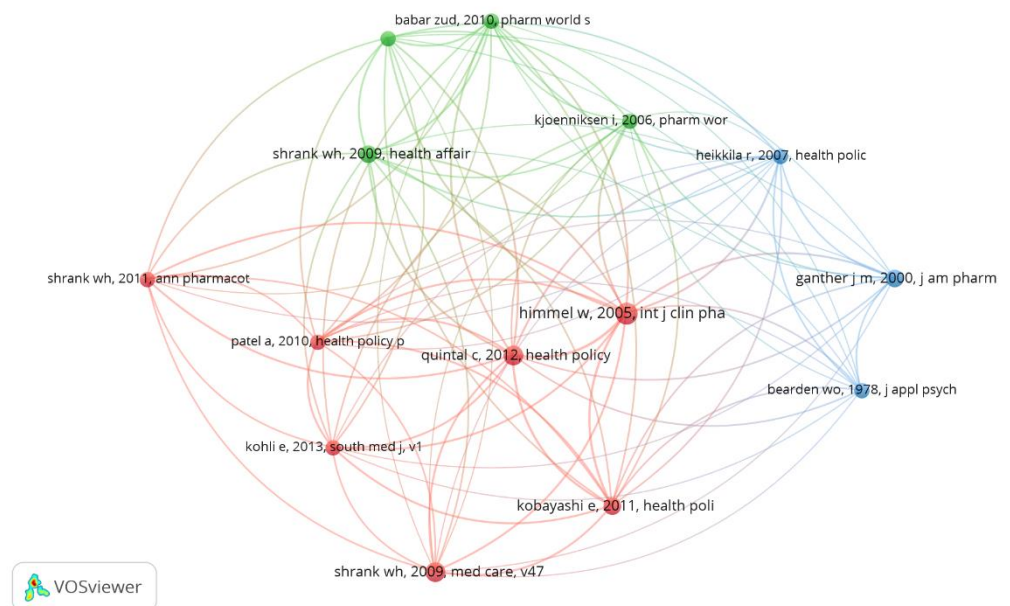 babar zud, 2010, pharm world s
kjoenniksen i, 2006, pharm wor
shrank wh, 2009, health affair
heikkila r, 2007, health polic
shrank wh, 2011, ann pharmacot
ganther j m, 2000, j am pharm
himmel w, 2005, int j clin pha
patel a, 2010, health policy p
quintal c, 2012, health policy
bearden wo, 1978, j appl psych
kohli e, 2013, south med j, v1
kobayashi e, 2011, health poli
shrank wh, 2009, med care, v47
VOSviewer